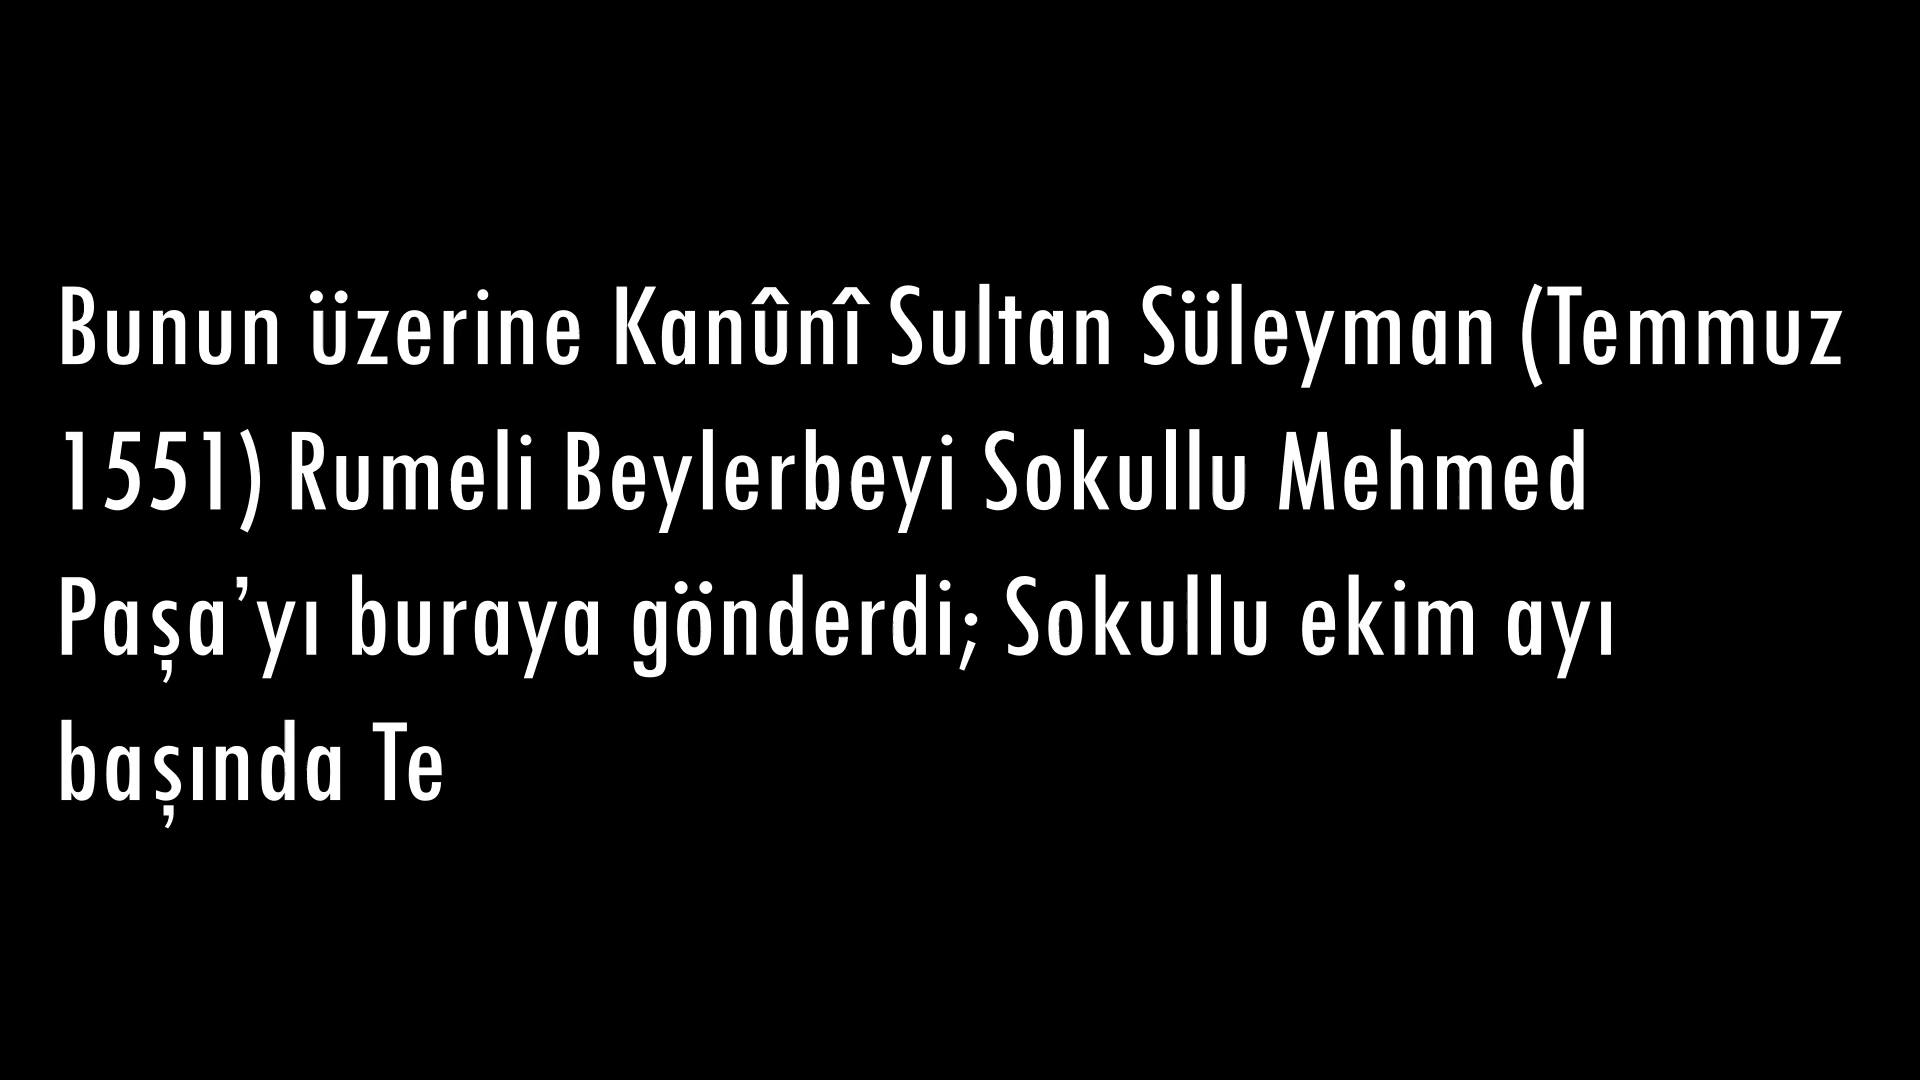 Bunun üzerine Kanûnî Sultan Süleyman (Temmuz
1551) Rumeli Beylerbeyi Sokullu Mehmed
Paşa’yı buraya gönderdi; Sokullu ekim ayı
başında Te